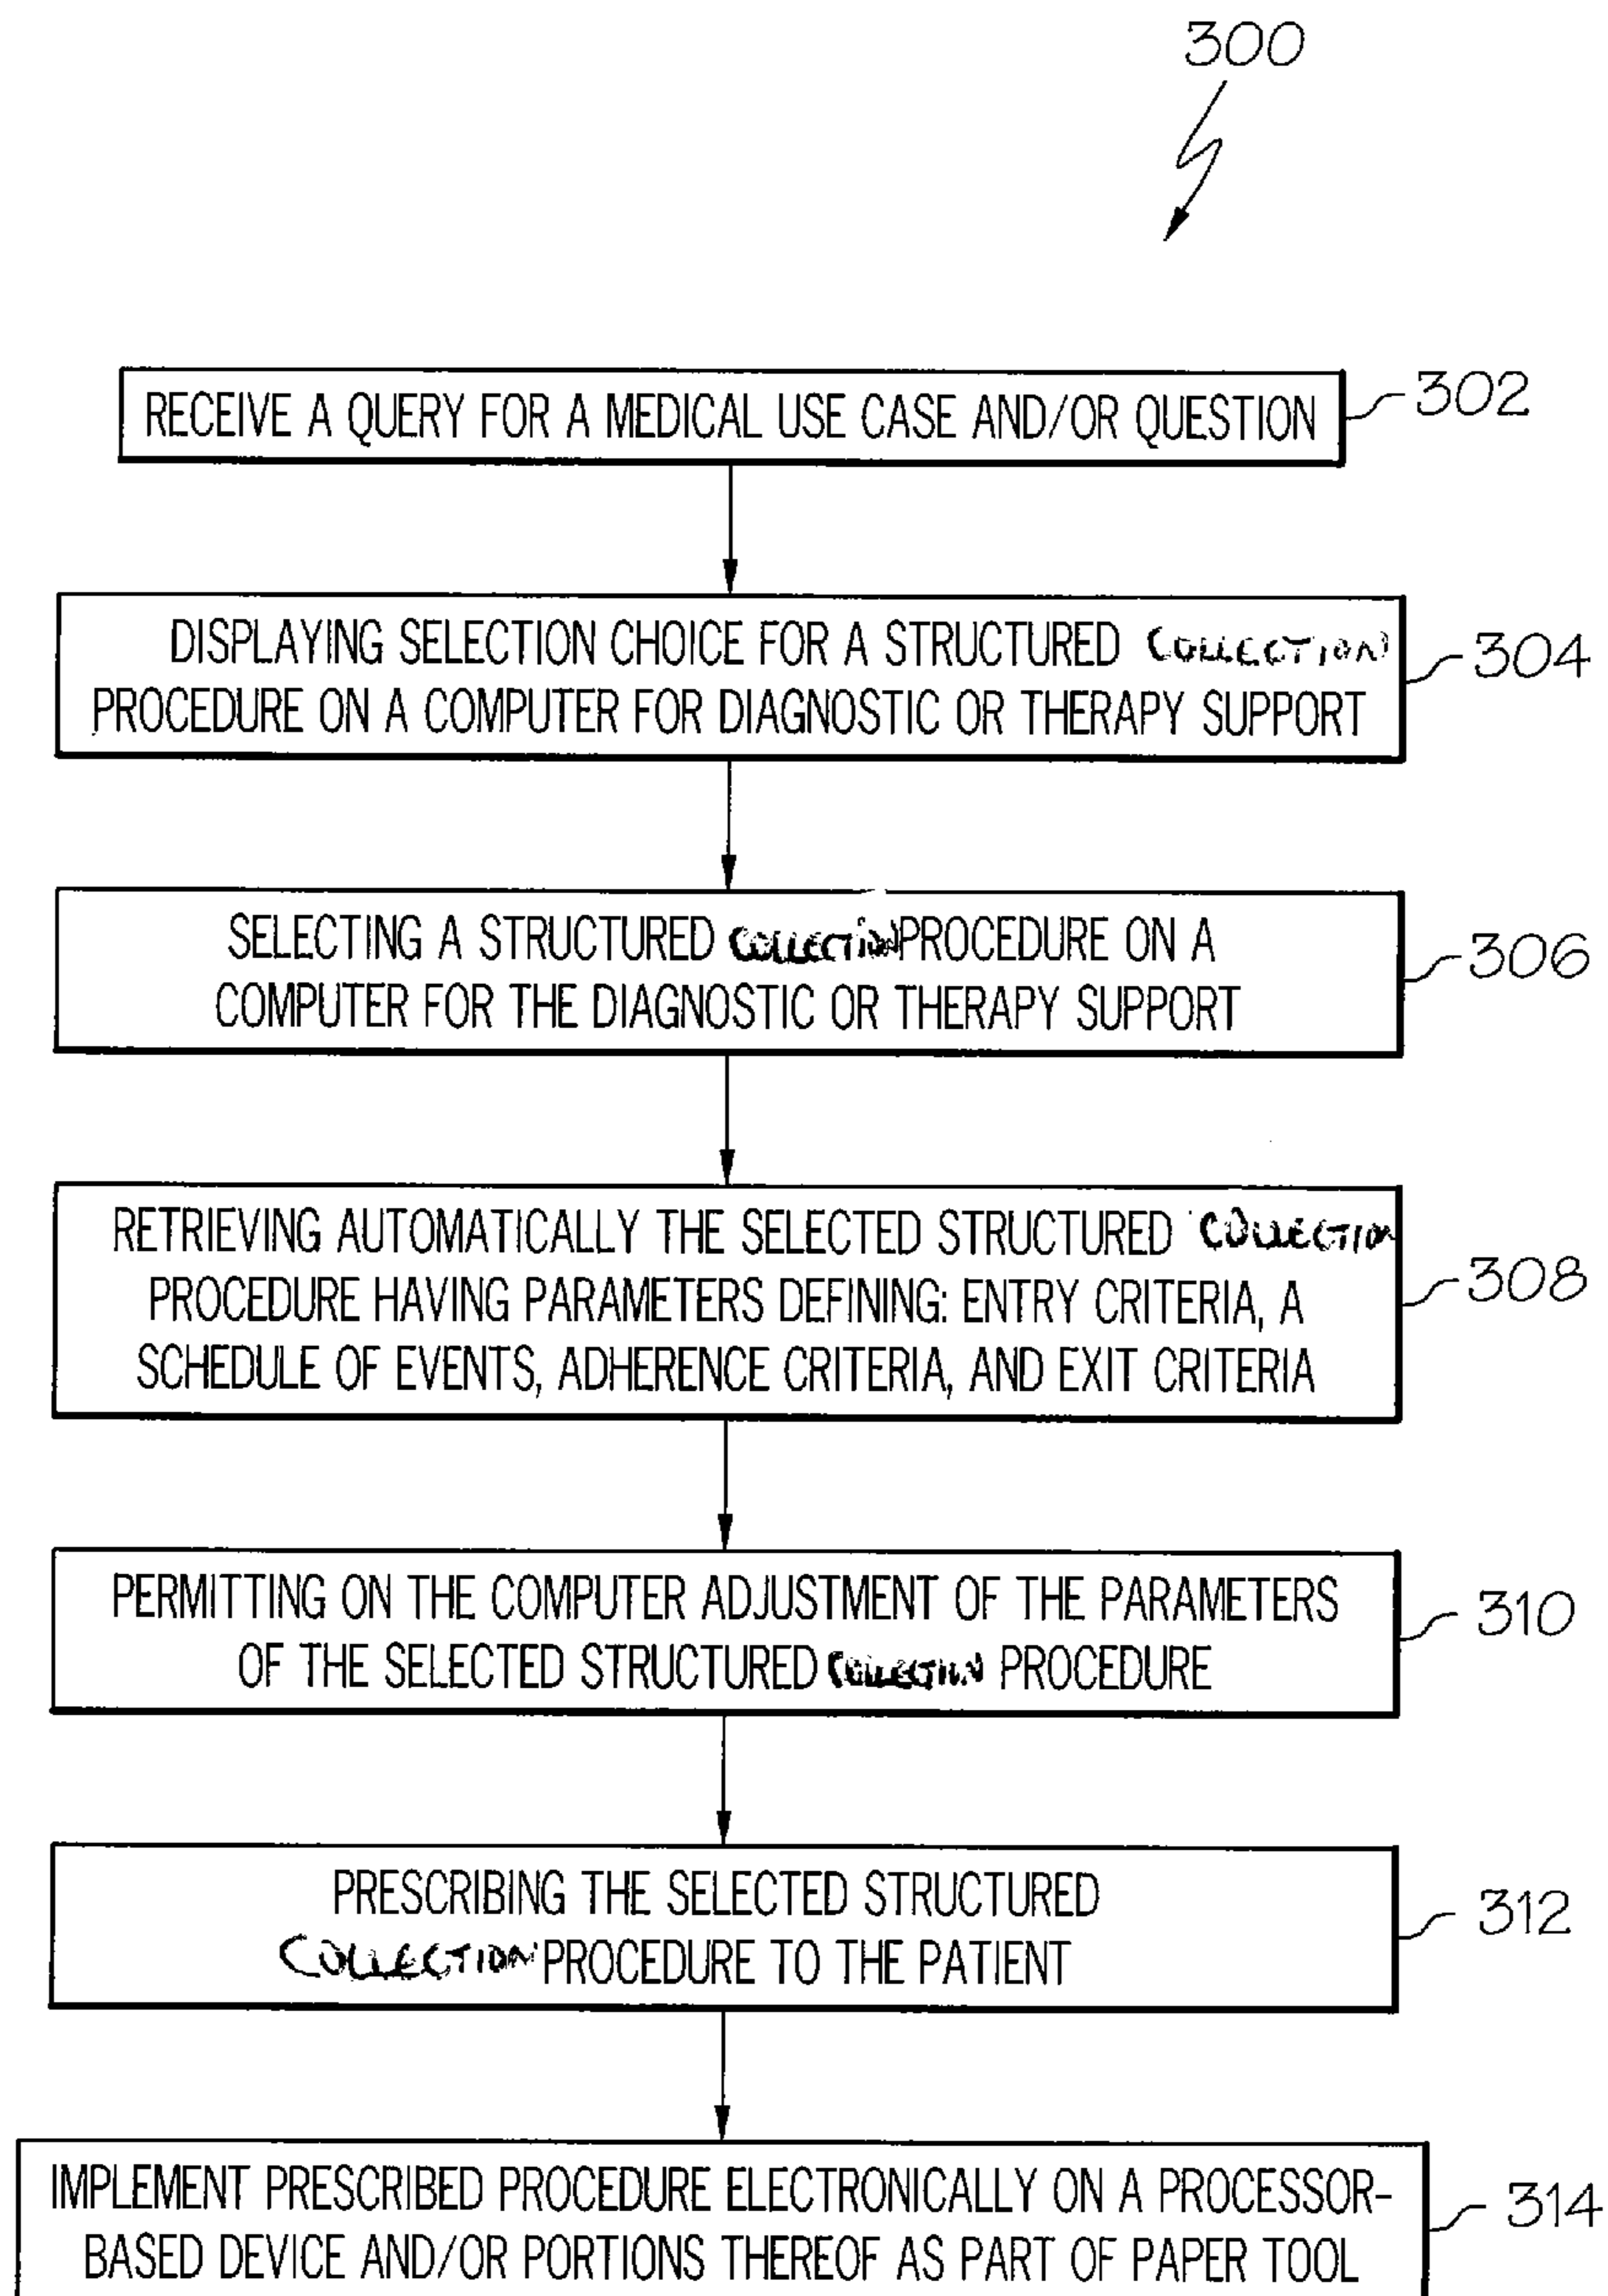 300
RECEIVE A QUERY FOR A MEDICAL USE CASE AND/OR QUESTION
302
DISPLAYING SELECTION CHOICE FOR A STRUCTURED COLLECTION
PROCEDURE ON A COMPUTER FOR DIAGNOSTIC OR THERAPY SUPPORT
304
SELECTING A STRUCTURED COLLECTION PROCEDURE ON A
COMPUTER FOR THE DIAGNOSTIC OR THERAPY SUPPORT
306
RETRIEVING AUTOMATICALLY THE SELECTED STRUCTURED COLLECTION
PROCEDURE HAVING PARAMETERS DEFINING: ENTRY CRITERIA, A
SCHEDULE OF EVENTS, ADHERENCE CRITERIA, AND EXIT CRITERIA
308
PERMITTING ON THE COMPUTER ADJUSTMENT OF THE PARAMETERS
OF THE SELECTED STRUCTURED COLLECTION PROCEDURE
310
PRESCRIBING THE SELECTED STRUCTURED
COLLECTION PROCEDURE TO THE PATIENT
312
IMPLEMENT PRESCRIBED PROCEDURE ELECTRONICALLY ON A PROCESSOR-
BASED DEVICE AND/OR PORTIONS THEREOF AS PART OF PAPER TOOL
314